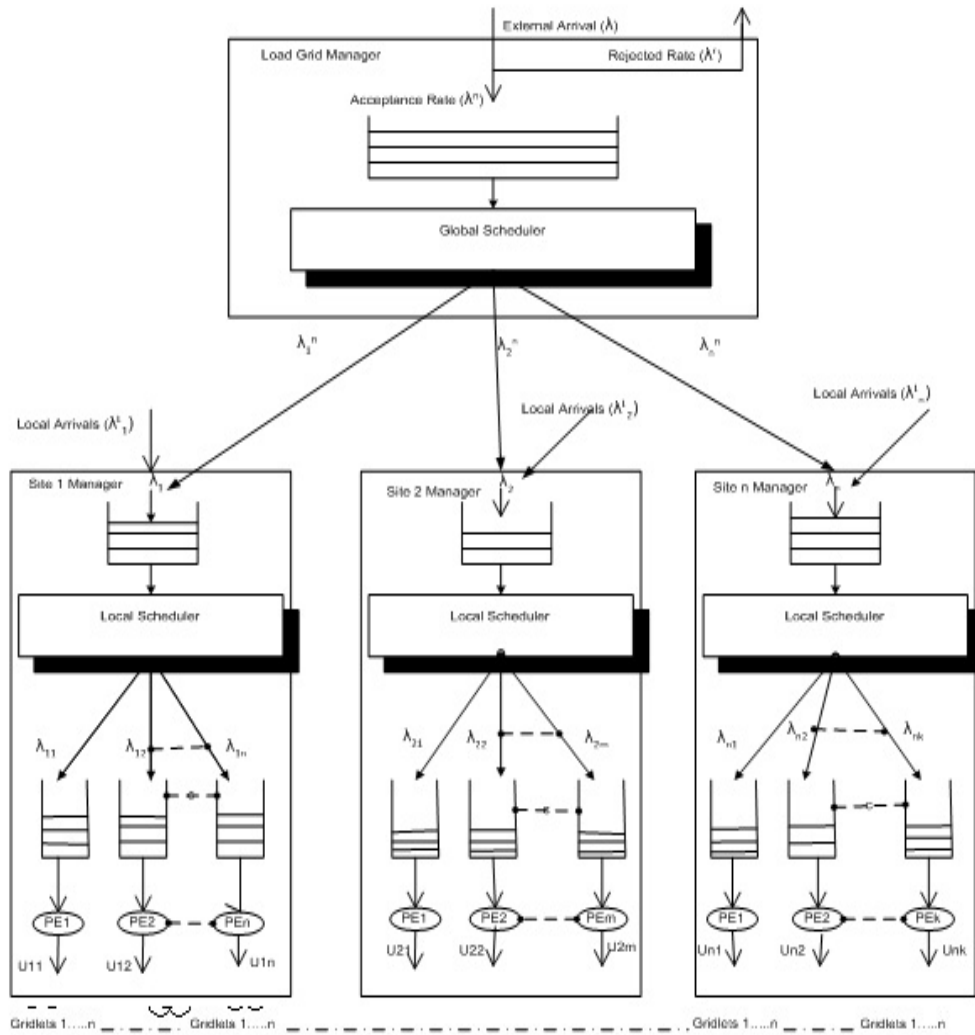 External Arrival (λ)
Load Grid Manager
Rejected Rate (λʳ)
Acceptance Rate (λⁿ)
Global Scheduler
λ₁ⁿ
λ₂ⁿ
λₙⁿ
Local Arrivals (λᴸ₁)
Local Arrivals (λᴸ₂)
Local Arrivals (λᴸₙ)
Site 1 Manager
λ₁
Site 2 Manager
λ₂
Site n Manager
λₙ
Local Scheduler
Local Scheduler
Local Scheduler
λ₁₁
λ₁₂
λ₁ₙ
λ₂₁
λ₂₂
λ₂ₘ
λₙ₁
λₙ₂
λₙₖ
PE1
PE2
PEn
PE1
PE2
PEm
PE1
PE2
PEk
U11
U12
U1n
U21
U22
U2m
Un1
Un2
Unk
Gridlets 1.....n
Gridlets 1.....n
Gridlets 1.....n
Gridlets 1.....n